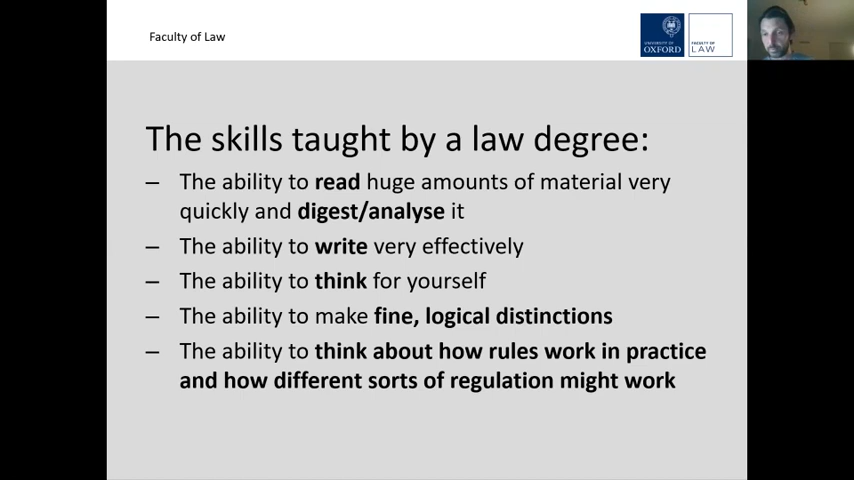 Faculty of Law
UNIVERSITY OF
OXFORD
FACULTY OF
LAW
The skills taught by a law degree:
– The ability to read huge amounts of material very
quickly and digest/analyse it
– The ability to write very effectively
– The ability to think for yourself
– The ability to make fine, logical distinctions
– The ability to think about how rules work in practice
and how different sorts of regulation might work